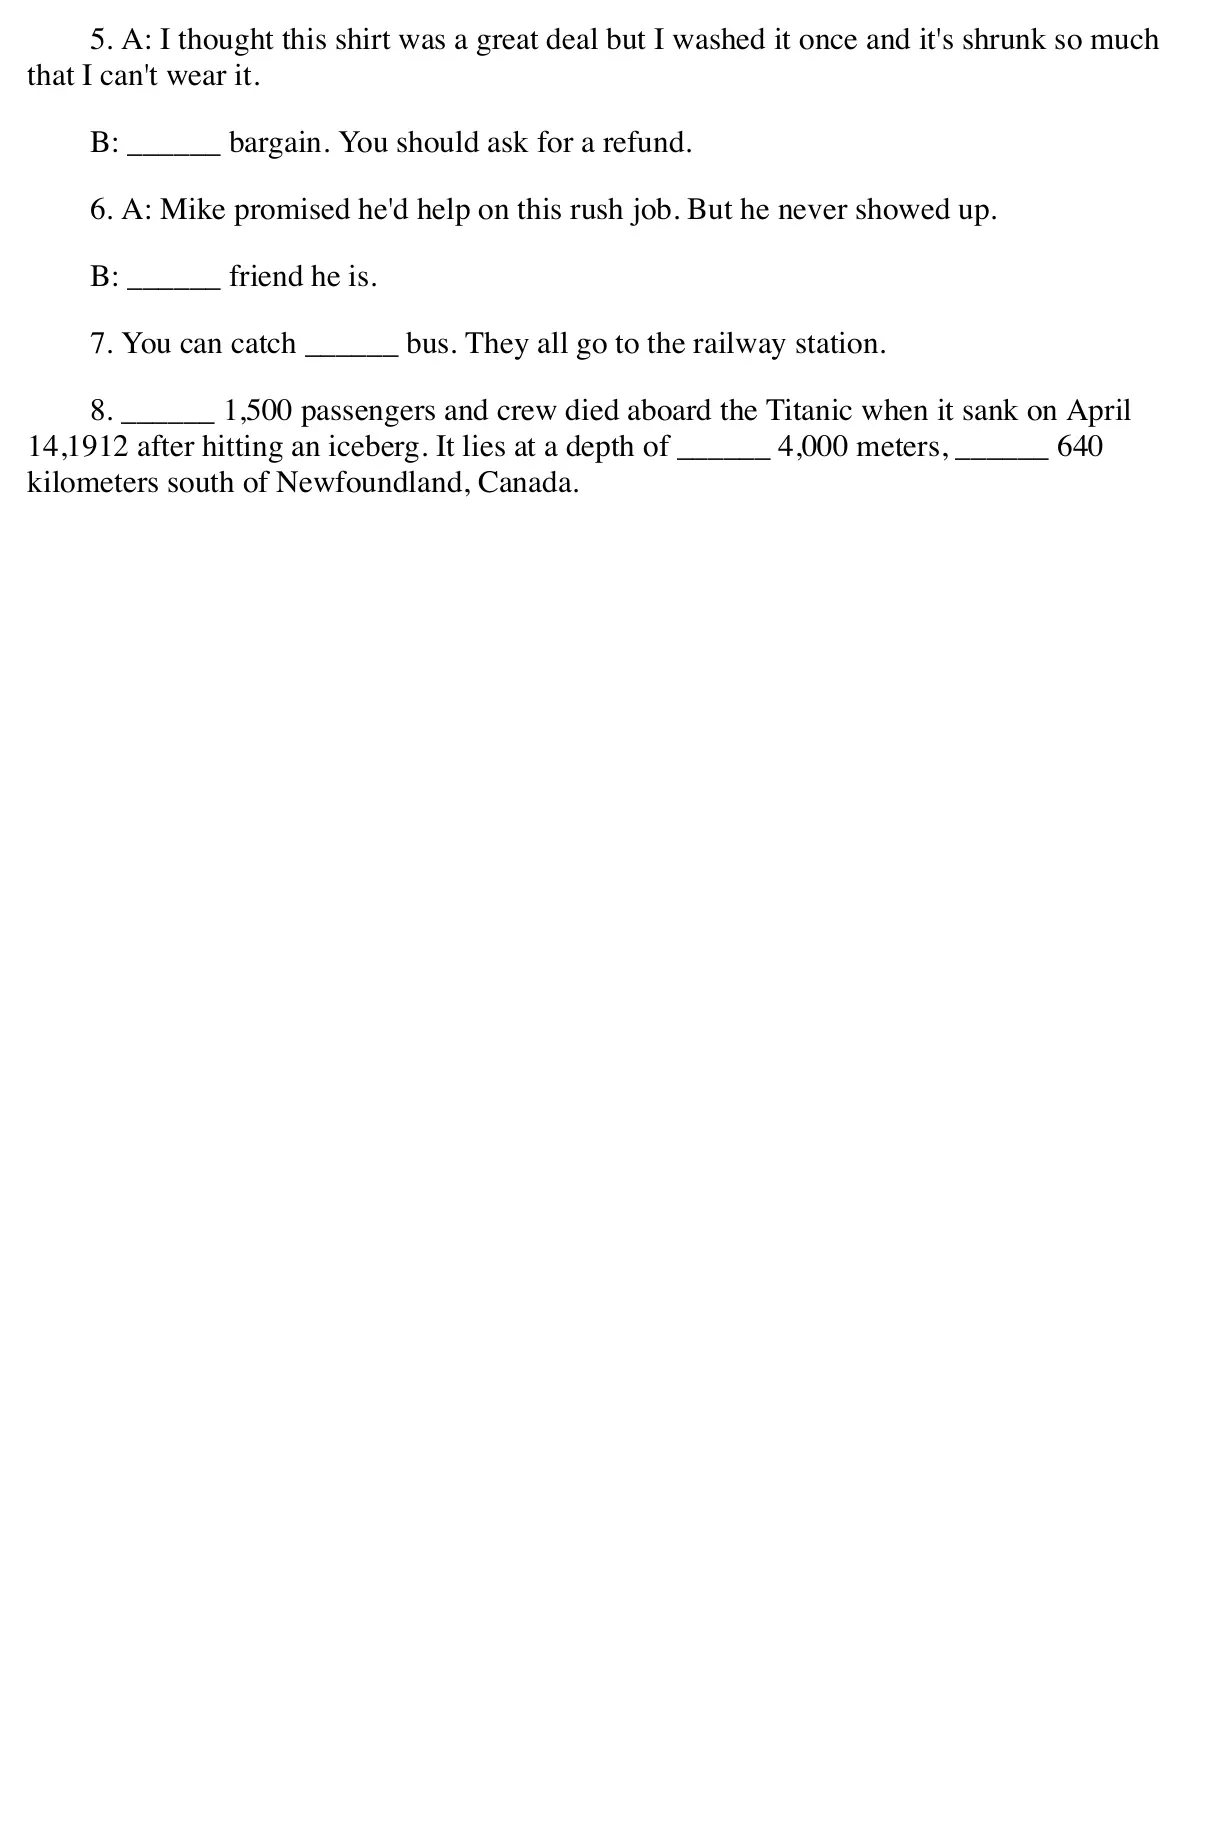 5. A: I thought this shirt was a great deal but I washed it once and it's shrunk so much
that I can't wear it.
B: ______ bargain. You should ask for a refund.
6. A: Mike promised he'd help on this rush job. But he never showed up.
B: ______ friend he is.
7. You can catch ______ bus. They all go to the railway station.
8. ______ 1,500 passengers and crew died aboard the Titanic when it sank on April
14,1912 after hitting an iceberg. It lies at a depth of ______ 4,000 meters, ______ 640
kilometers south of Newfoundland, Canada.